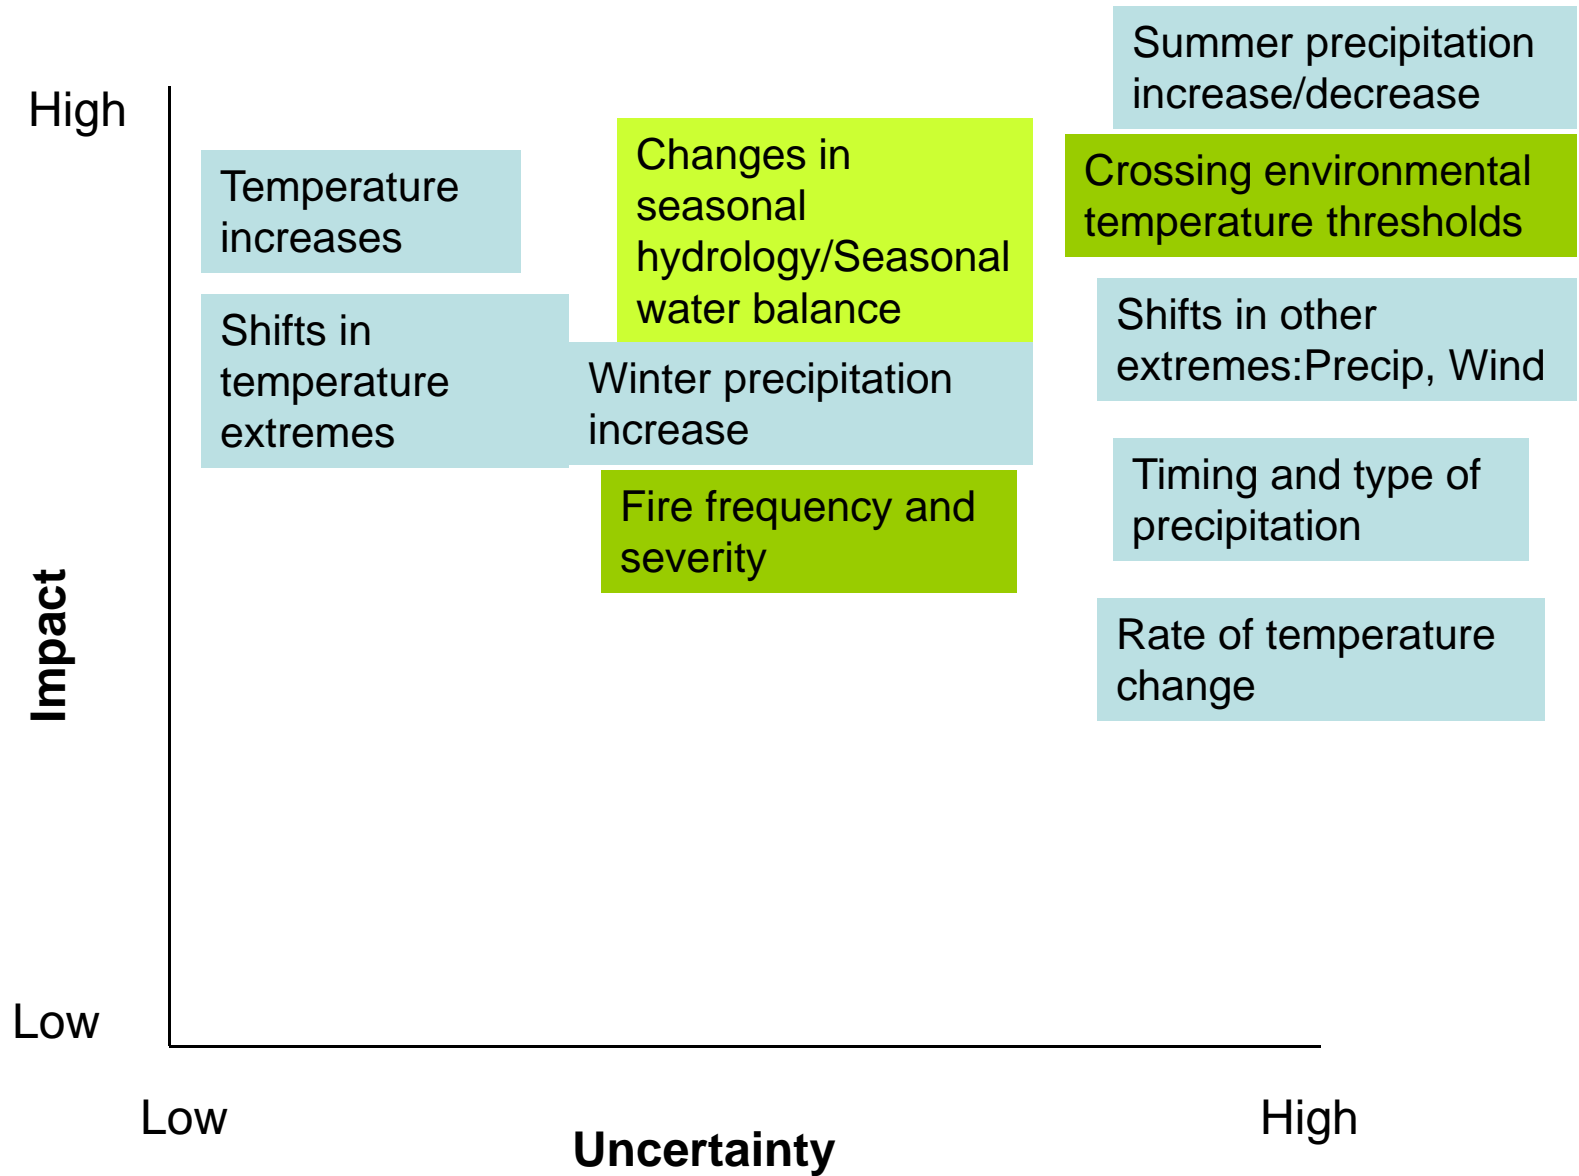 Summer precipitation
increase/decrease
High
Temperature
increases
Changes in
seasonal
hydrology/Seasonal
water balance
Crossing environmental
temperature thresholds
Shifts in
temperature
extremes
Winter precipitation
increase
Shifts in other
extremes:Precip, Wind
Fire frequency and
severity
Timing and type of
precipitation
Rate of temperature
change
Impact
Low
Low
Uncertainty
High